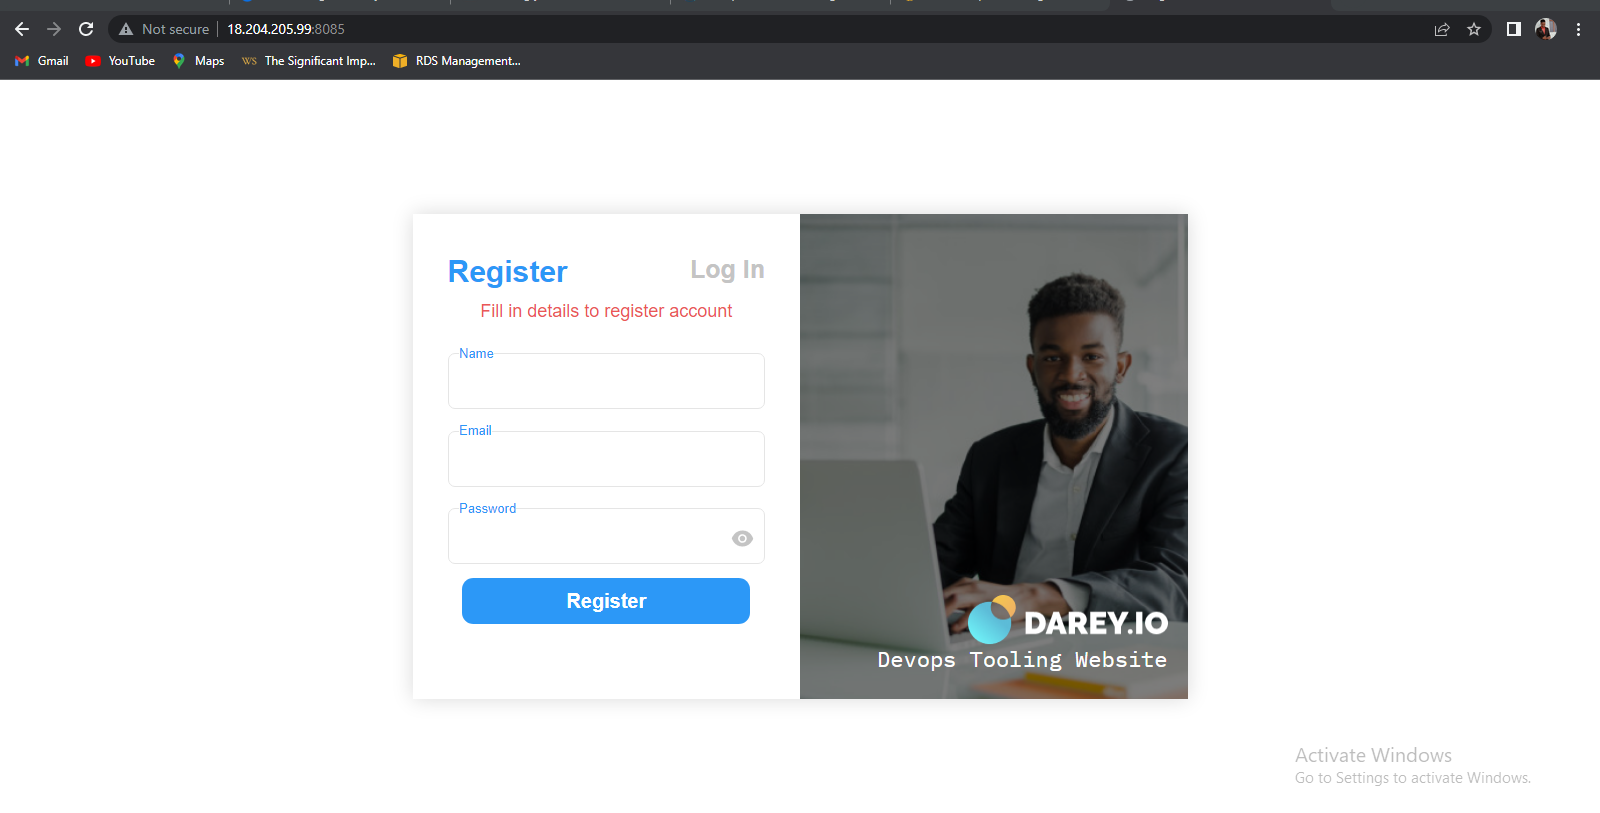 Not secure 18.204.205.99:8085
Gmail YouTube Maps WS The Significant Imp... RDS Management...
Register Log In
Fill in details to register account
Name
Email
Password
Register
DAREY.IO
Devops Tooling Website
Activate Windows
Go to Settings to activate Windows.